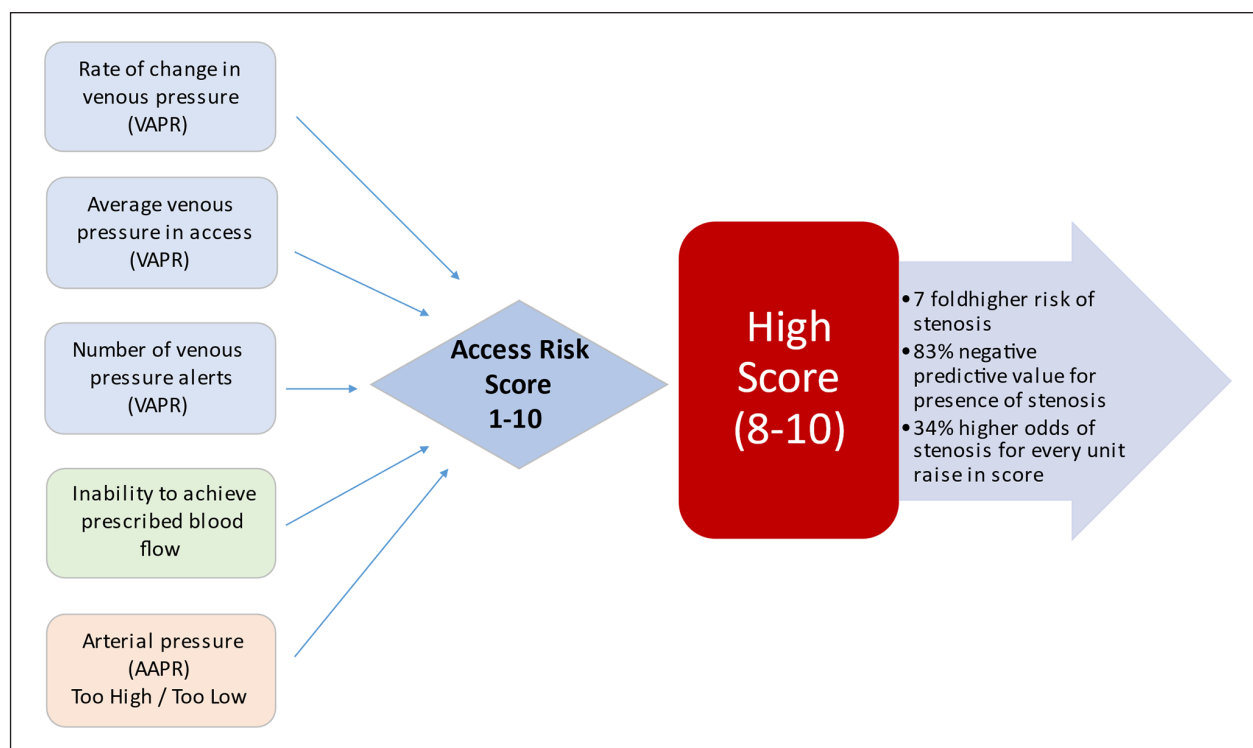 Rate of change in
venous pressure
(VAPR)
Average venous
pressure in access
(VAPR)
Number of venous
pressure alerts
(VAPR)
Inability to achieve
prescribed blood
flow
Arterial pressure
(AAPR)
Too High / Too Low
Access Risk
Score
1-10
High
Score
(8-10)
•7 foldhigher risk of
stenosis
•83% negative
predictive value for
presence of stenosis
•34% higher odds of
stenosis for every unit
raise in score